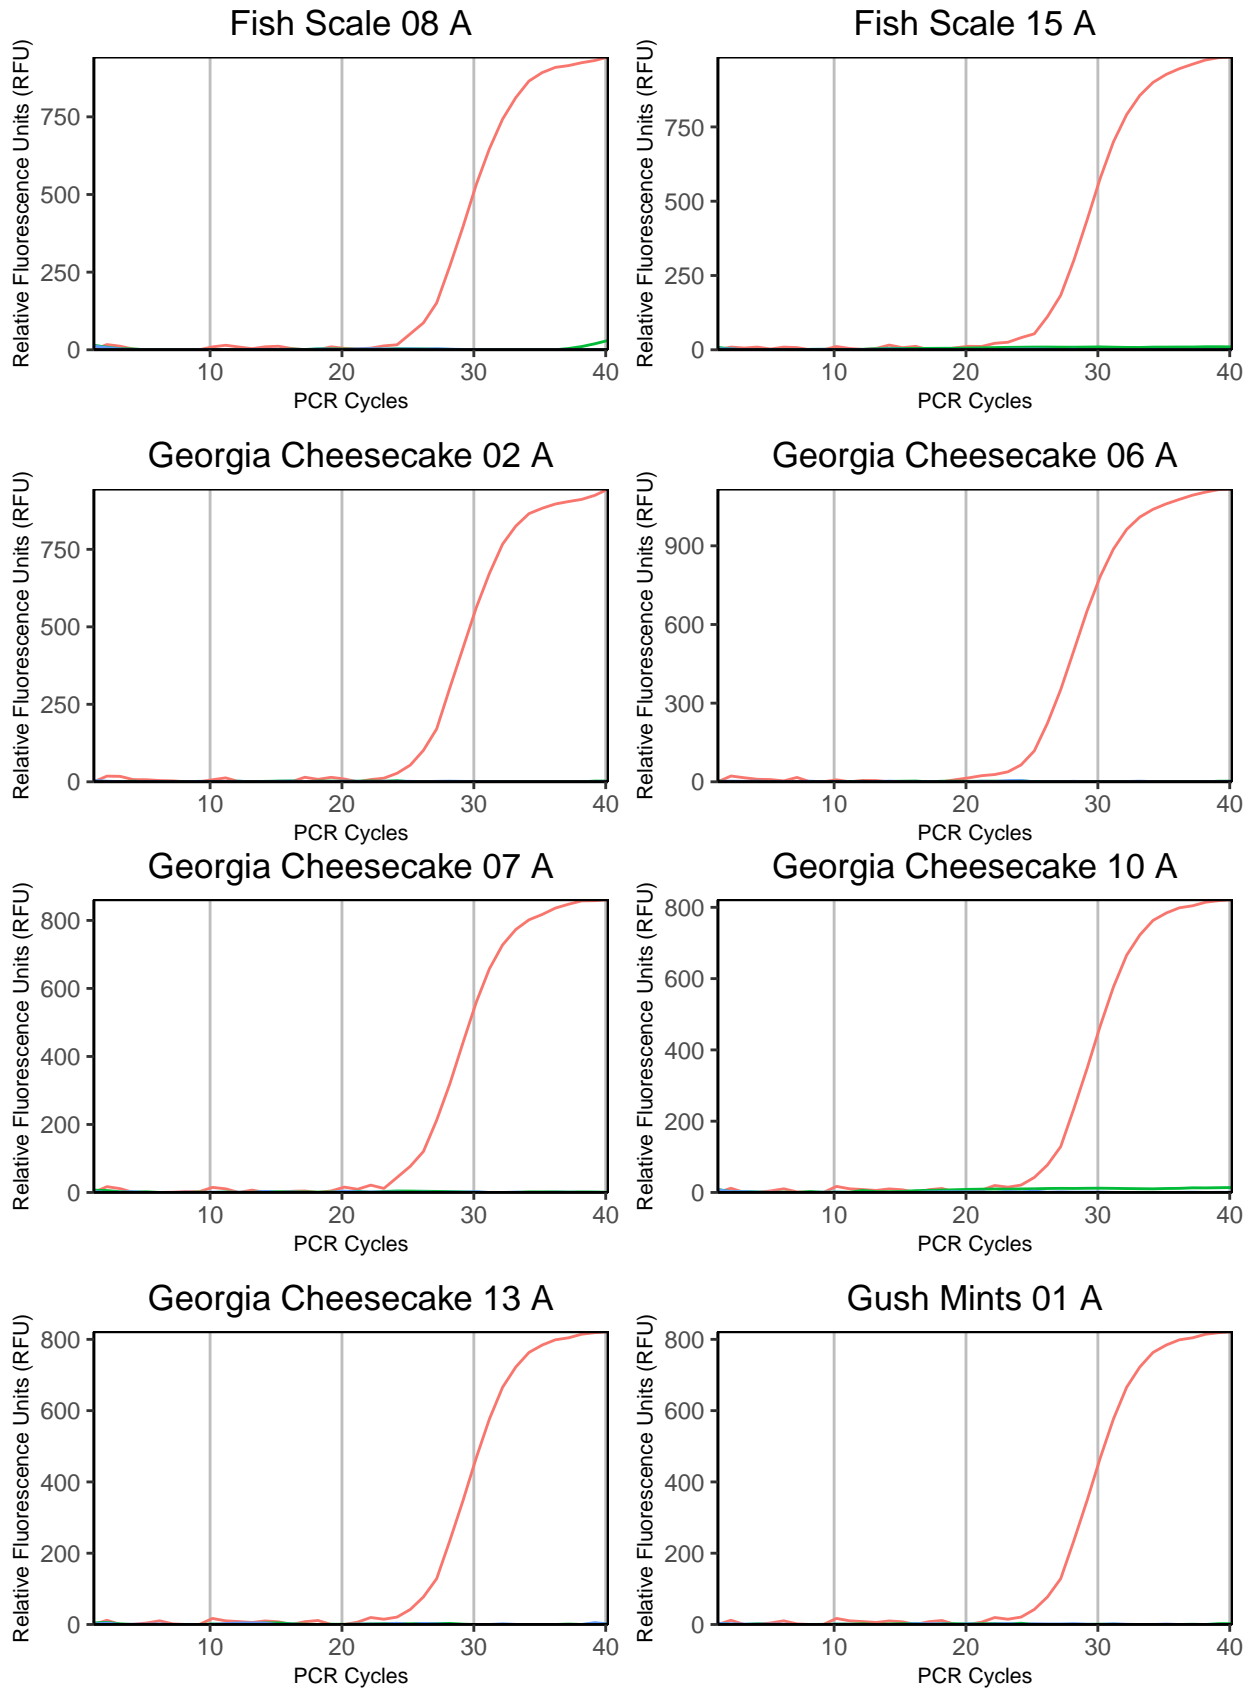 Fish Scale 08 A
Relative Fluorescence Units (RFU)
750
500
250
0
10 20 30 40
PCR Cycles
Fish Scale 15 A
Relative Fluorescence Units (RFU)
750
500
250
0
10 20 30 40
PCR Cycles
Georgia Cheesecake 02 A
Relative Fluorescence Units (RFU)
750
500
250
0
10 20 30 40
PCR Cycles
Georgia Cheesecake 06 A
Relative Fluorescence Units (RFU)
900
600
300
0
10 20 30 40
PCR Cycles
Georgia Cheesecake 07 A
Relative Fluorescence Units (RFU)
800
600
400
200
0
10 20 30 40
PCR Cycles
Georgia Cheesecake 10 A
Relative Fluorescence Units (RFU)
800
600
400
200
0
10 20 30 40
PCR Cycles
Georgia Cheesecake 13 A
Relative Fluorescence Units (RFU)
800
600
400
200
0
10 20 30 40
PCR Cycles
Gush Mints 01 A
Relative Fluorescence Units (RFU)
800
600
400
200
0
10 20 30 40
PCR Cycles